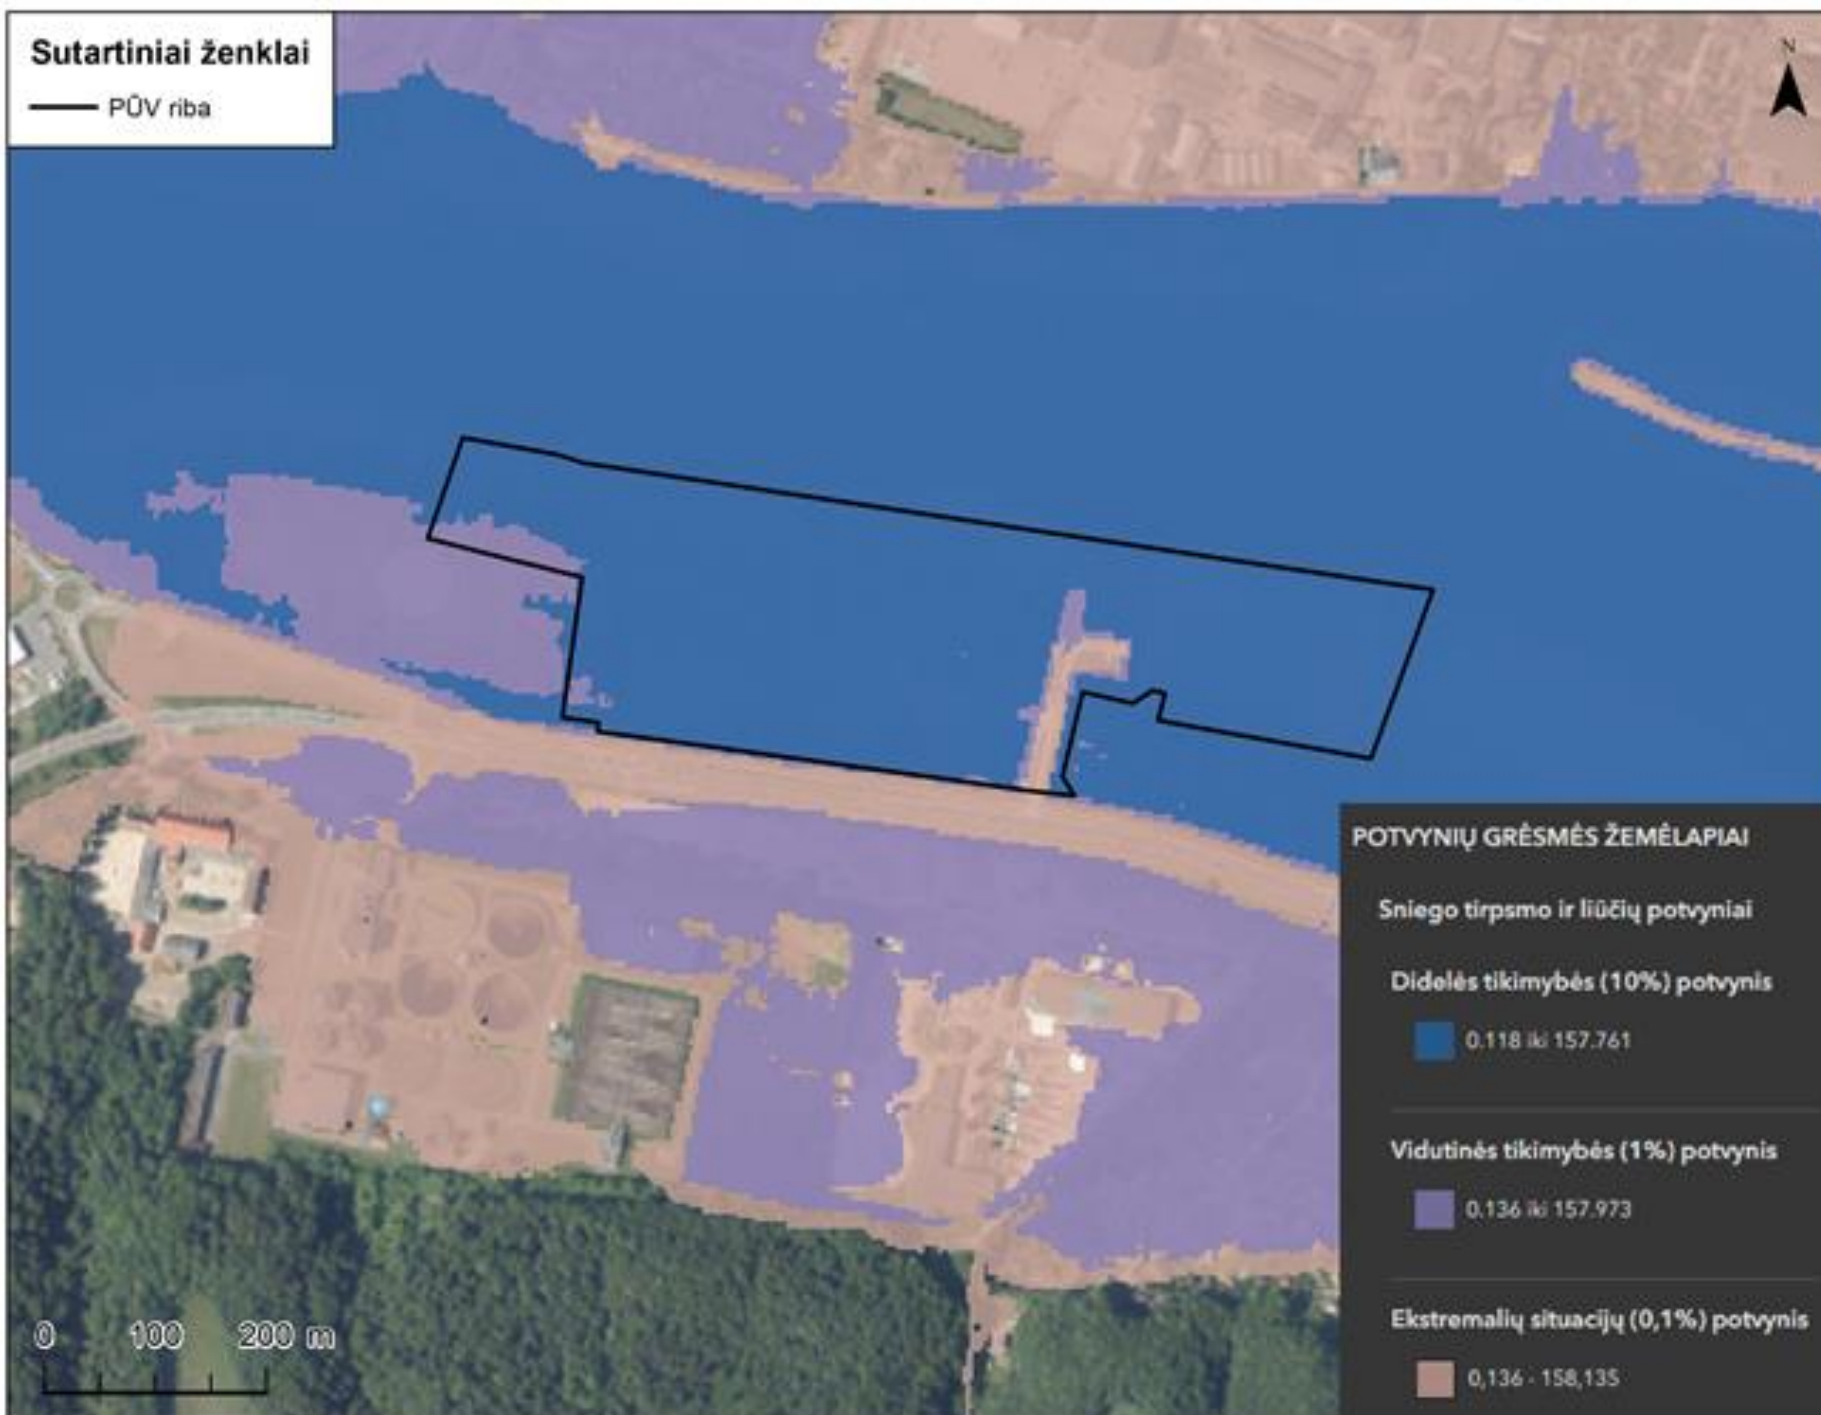 Sutartiniai ženklai
PŪV riba
N
POTVYNIŲ GRĖSMĖS ŽEMĖLAPIAI
Sniego tirpsmo ir liūčių potvyniai
Didelės tikimybės (10%) potvynis
0.118 iki 157.761
Vidutinės tikimybės (1%) potvynis
0.136 iki 157.973
Ekstremalių situacijų (0,1%) potvynis
0,136 - 158,135
0 100 200 m